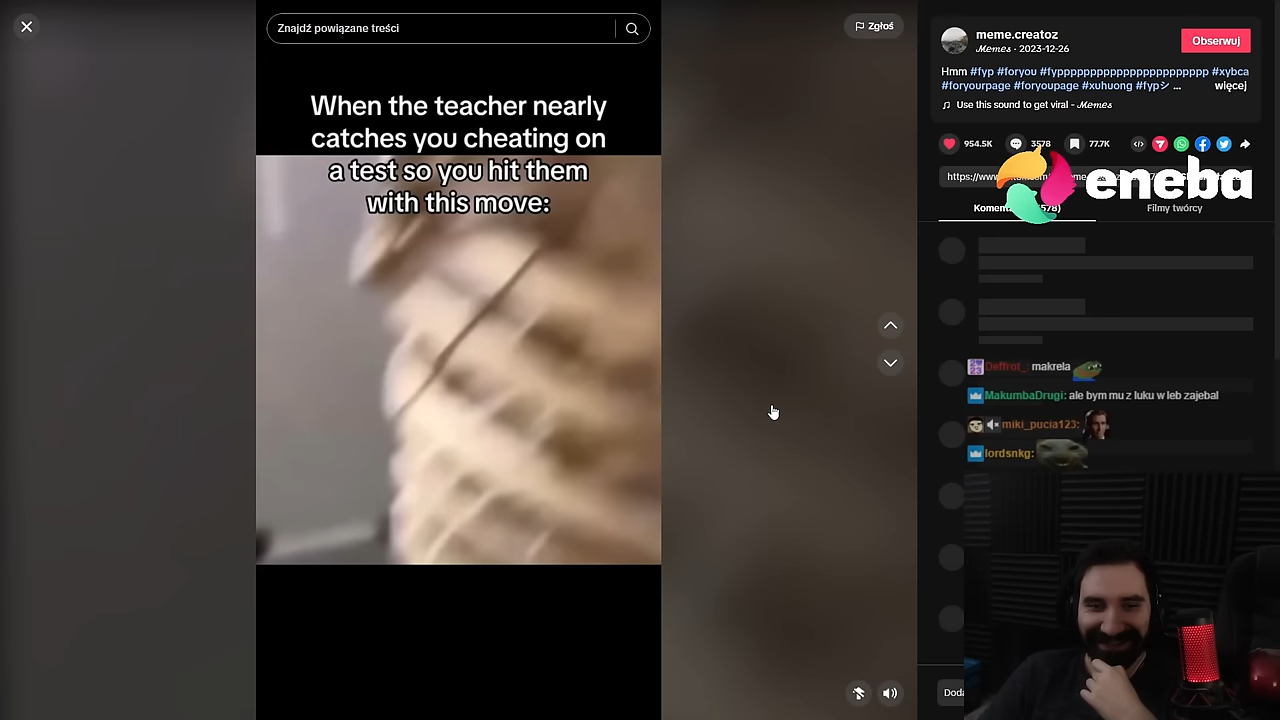 Znajdź powiązane treści
Zgłoś
When the teacher nearly
catches you cheating on
a test so you hit them
with this move:
meme.creatoz
Memes · 2023-12-26
Obserwuj
Hmm #fyp #foryou #fyppppppppppppppppppppppp #xybca
#foryourpage #foryoupage #xuhuong #fypシ ... więcej
Use this sound to get viral - Memes
954.5K
3578
77.7K
https://www
eneba
Filmy twórcy
Deffrot_: makrela
MakumbaDrugi: ale bym mu z luku w leb zajebal
miki_pucia123:
lordsnkg: